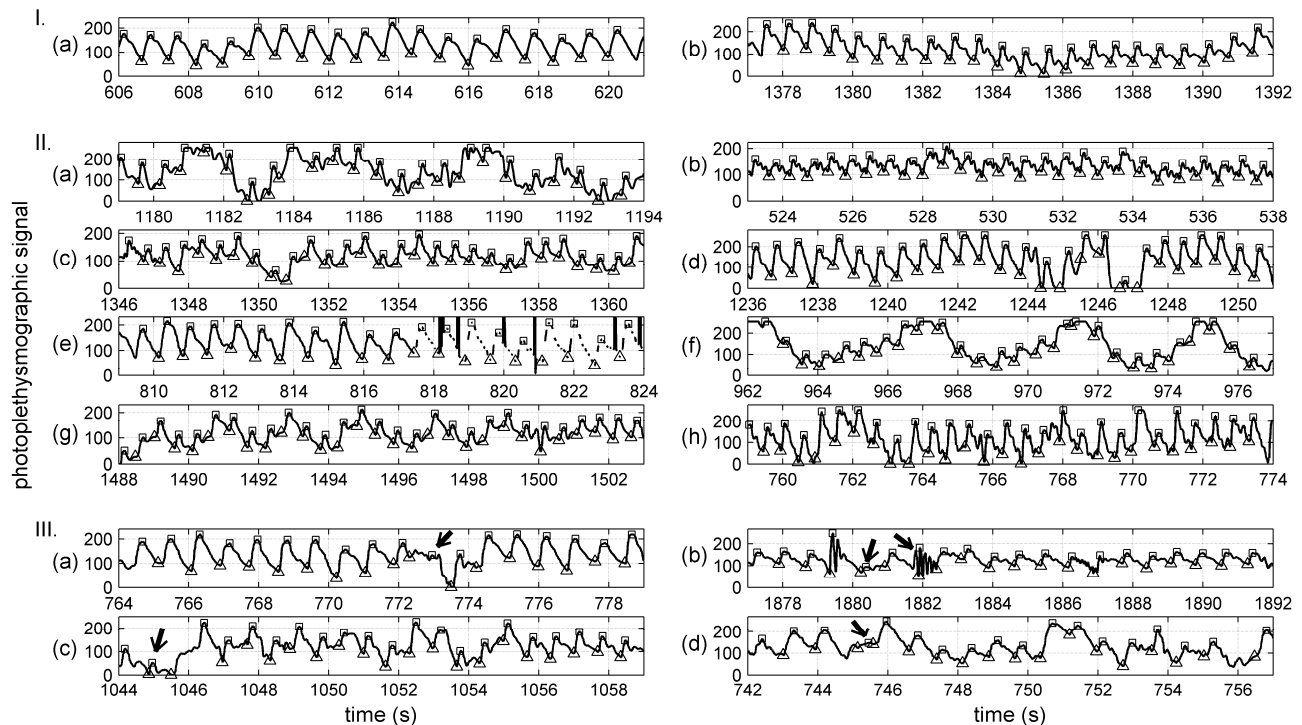 I.
(a) 200 100 0
606 608 610 612 614 616 618 620
(b) 200 100 0
1378 1380 1382 1384 1386 1388 1390 1392
II.
(a) 200 100 0
1180 1182 1184 1186 1188 1190 1192 1194
(b) 200 100 0
524 526 528 530 532 534 536 538
(c) 200 100 0
1346 1348 1350 1352 1354 1356 1358 1360
(d) 200 100 0
1236 1238 1240 1242 1244 1246 1248 1250
(e) 200 100 0
810 812 814 816 818 820 822 824
(f) 200 100 0
962 964 966 968 970 972 974 976
(g) 200 100 0
1488 1490 1492 1494 1496 1498 1500 1502
(h) 200 100 0
760 762 764 766 768 770 772 774
photoplethysmographic signal
III.
(a) 200 100 0
764 766 768 770 772 774 776 778
(b) 200 100 0
1878 1880 1882 1884 1886 1888 1890 1892
(c) 200 100 0
1044 1046 1048 1050 1052 1054 1056 1058
(d) 200 100 0
742 744 746 748 750 752 754 756
time (s)
time (s)